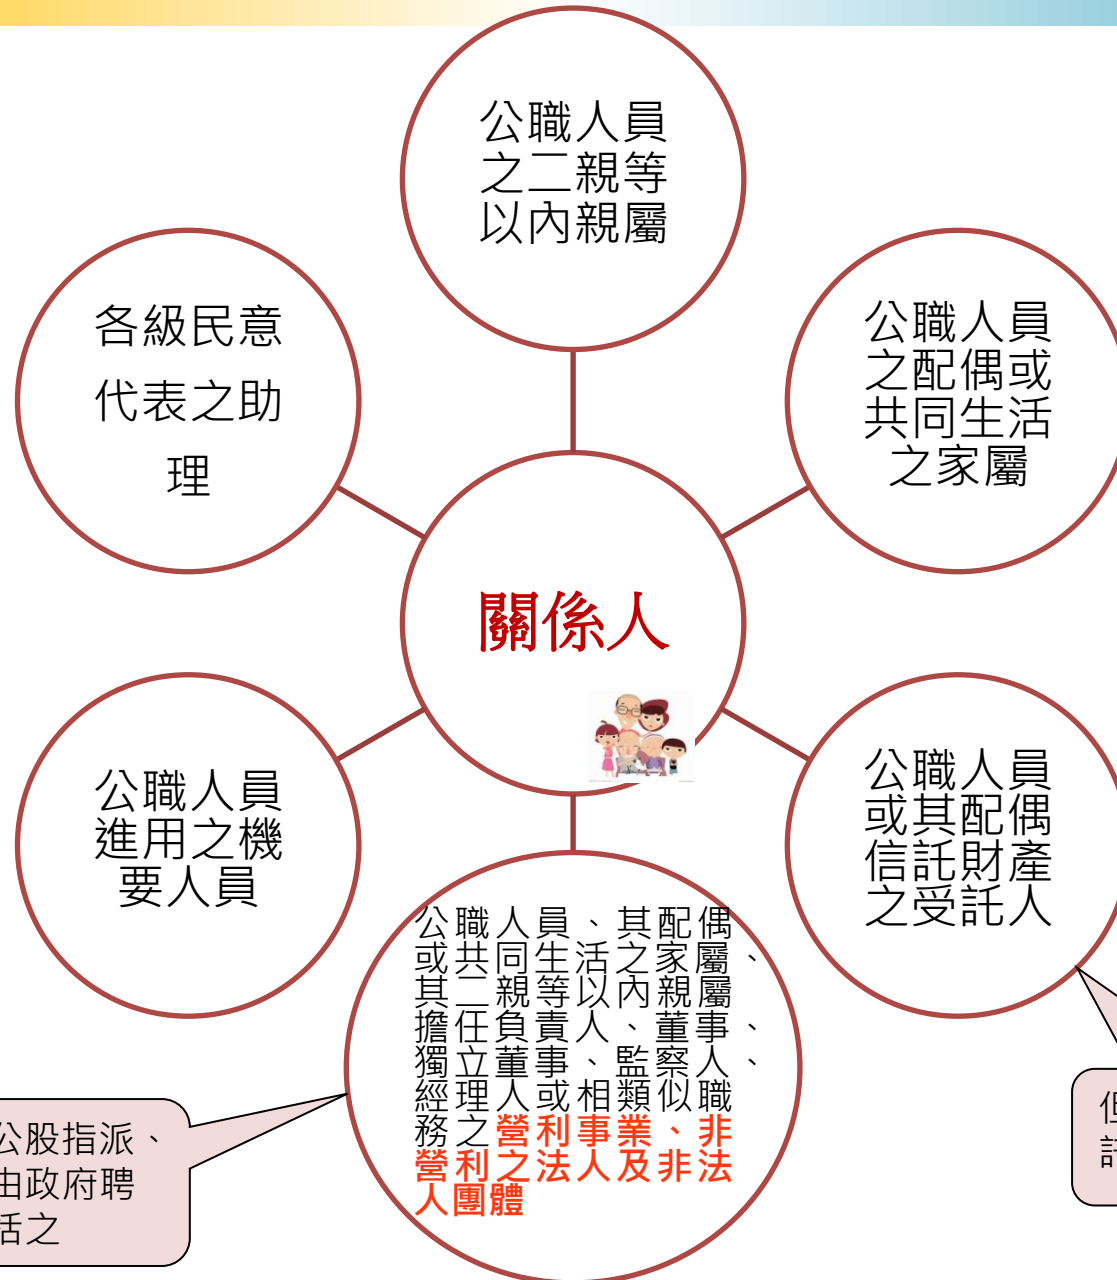 公職人員
之二親等
以內親屬
各級民意
代表之助
理
公職人員
之配偶或
共同生活
之家屬
關係人
公職人員
進用之機
要人員
公職人員
或其配偶
信託財產
之受託人
公職人員、其配偶
或共同生活之家屬、
其二親等以內親屬
擔任負責人、董事、
獨立董事、監察人、
經理人或相類似職
務之營利事業、非
營利之法人及非法
人團體
公股指派、
由政府聘
括之
但